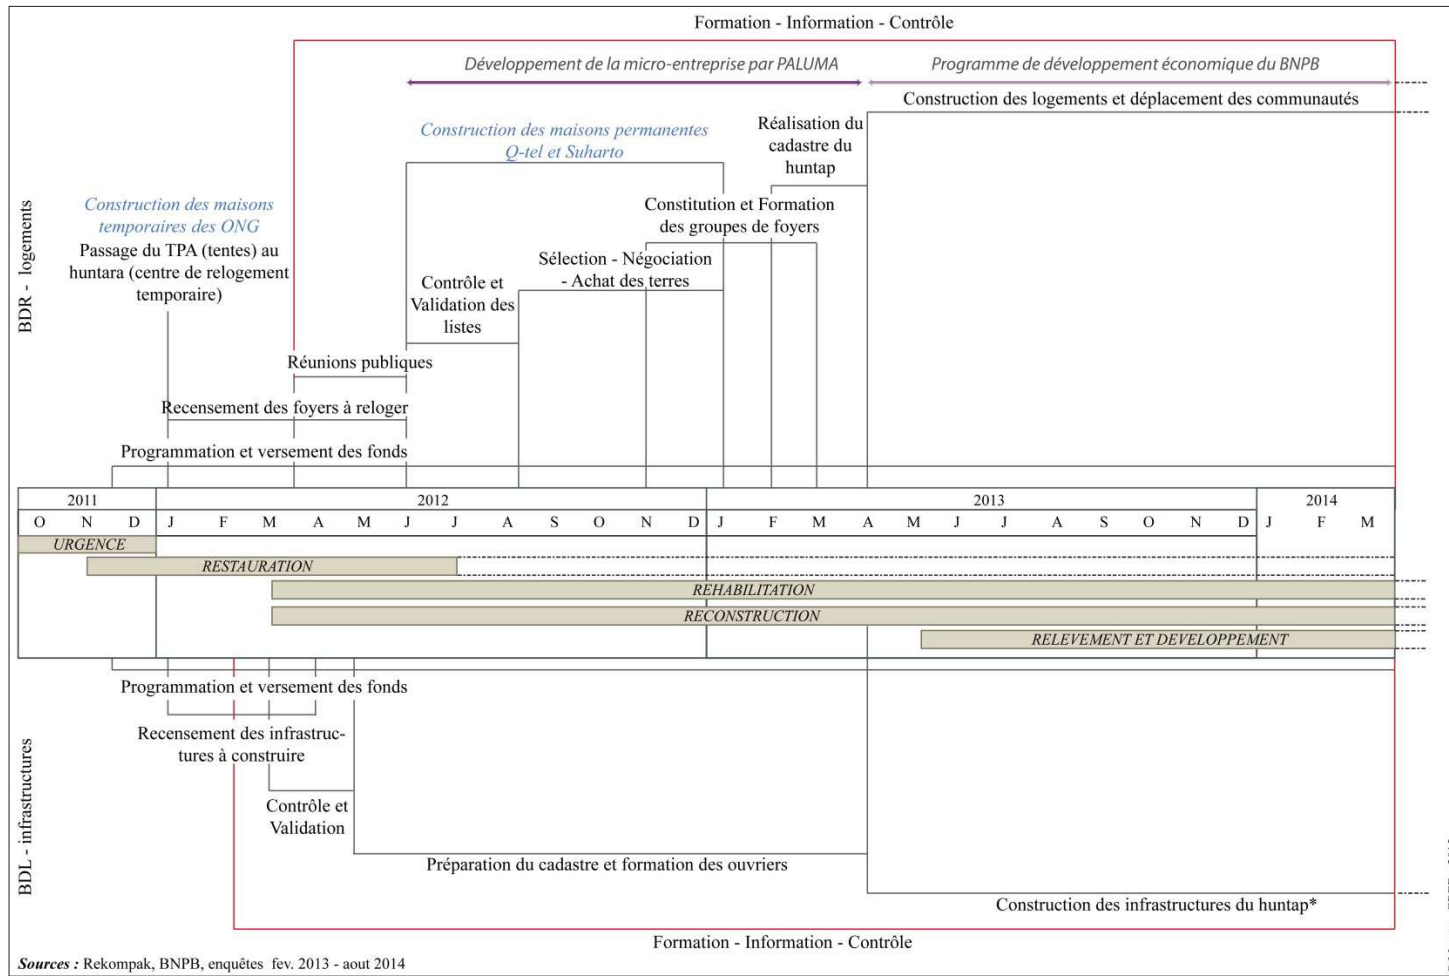 Formation - Information - Contrôle
Développement de la micro-entreprise par PALUMA
Programme de développement économique du BNPB
Construction des logements et déplacement des communautés
Réalisation du
cadastre du
huntap
Construction des maisons permanentes
Q-tel et Suharto
BDR - logements
Construction des maisons
temporaires des ONG
Passage du TPA (tentes) au
huntara (centre de relogement
temporaire)
Constitution et Formation
des groupes de foyers
Sélection - Négociation
- Achat des terres
Contrôle et
Validation des
listes
Réunions publiques
Recensement des foyers à reloger
Programmation et versement des fonds
2011 2012 2013 2014
O N D J F M A M J J A S O N D J F M A M J J A S O N D J F M
URGENCE
RESTAURATION
REHABILITATION
RECONSTRUCTION
RELEVEMENT ET DEVELOPPEMENT
BDL - infrastructures
Programmation et versement des fonds
Recensement des infrastruc-
tures à construire
Contrôle et
Validation
Préparation du cadastre et formation des ouvriers
Construction des infrastructures du huntap*
Formation - Information - Contrôle
Sources : Rekompak, BNPB, enquêtes fev. 2013 - aout 2014